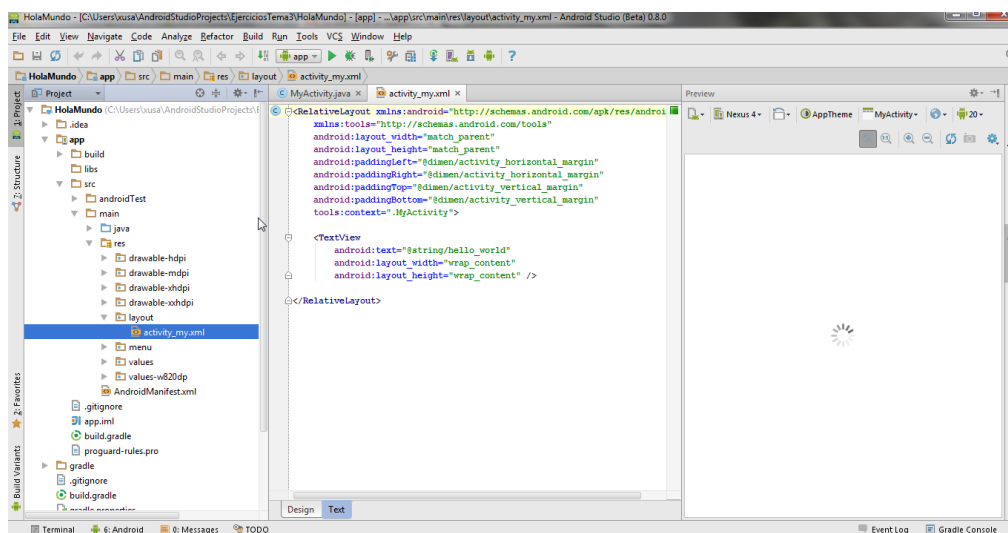 HolaMundo - [C:\Users\xusa\AndroidStudioProjects\EjerciciosTema3\HolaMundo] - [app] - ...\app\src\main\res\layout\activity_my.xml - Android Studio (Beta) 0.8.0
File Edit View Navigate Code Analyze Refactor Build Run Tools VCS Window Help
app
HolaMundo app src main res layout activity_my.xml
1: Project
7: Structure
2: Favorites
Build Variants
Project
HolaMundo (C:\Users\xusa\AndroidStudioProjects\
.idea
app
build
libs
src
androidTest
main
java
res
drawable-hdpi
drawable-mdpi
drawable-xhdpi
drawable-xxhdpi
layout
activity_my.xml
menu
values
values-w820dp
AndroidManifest.xml
.gitignore
app.iml
build.gradle
proguard-rules.pro
gradle
.gitignore
build.gradle
gradle.properties
MyActivity.java × activity_my.xml ×
<RelativeLayout xmlns:android="http://schemas.android.com/apk/res/androi
xmlns:tools="http://schemas.android.com/tools"
android:layout_width="match_parent"
android:layout_height="match_parent"
android:paddingLeft="@dimen/activity_horizontal_margin"
android:paddingRight="@dimen/activity_horizontal_margin"
android:paddingTop="@dimen/activity_vertical_margin"
android:paddingBottom="@dimen/activity_vertical_margin"
tools:context=".MyActivity">
<TextView
android:text="@string/hello_world"
android:layout_width="wrap_content"
android:layout_height="wrap_content" />
</RelativeLayout>
Design Text
Preview
Nexus 4 AppTheme MyActivity 20
Terminal 6: Android 0: Messages TODO Event Log Gradle Console